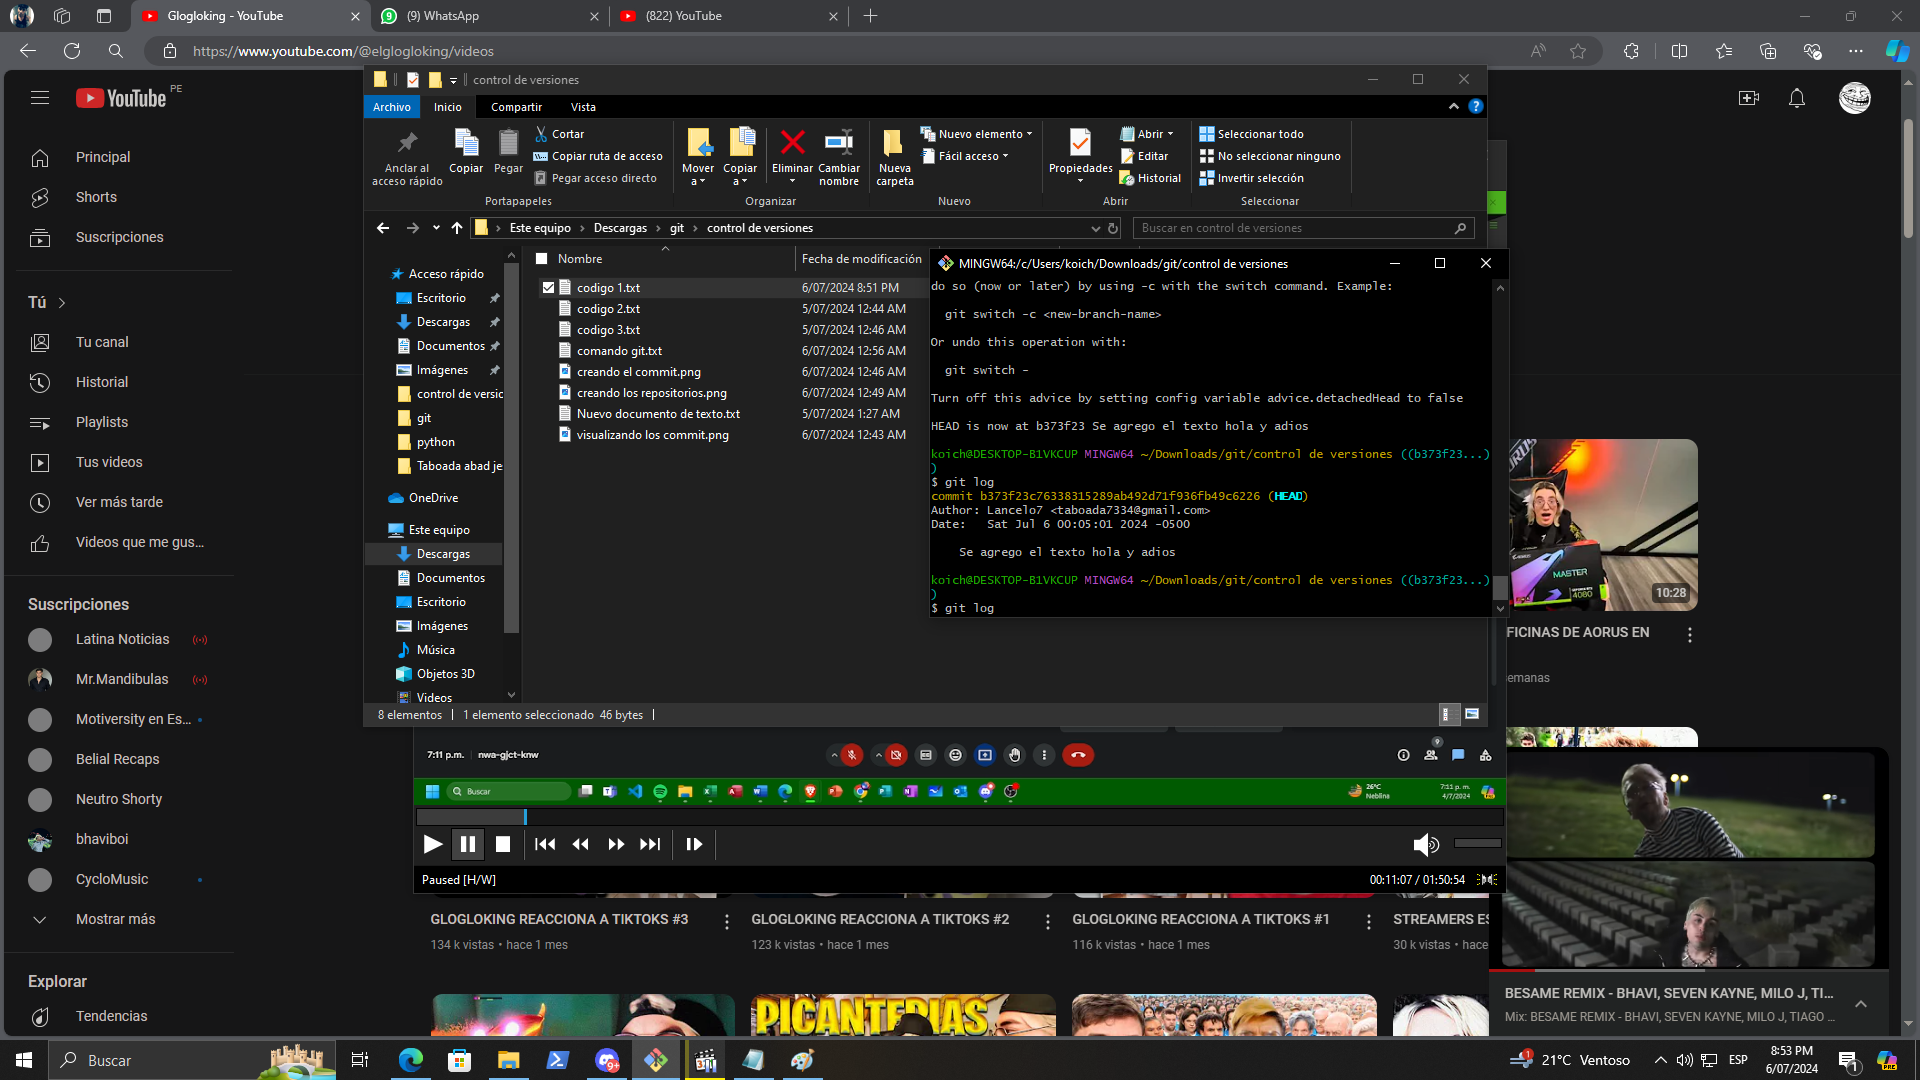 Glogloking - YouTube
(9) WhatsApp
(822) YouTube
https://www.youtube.com/@elglogloking/videos
YouTube PE
Principal
Shorts
Suscripciones
Tú
Tu canal
Historial
Playlists
Tus videos
Ver más tarde
Videos que me gus...
Suscripciones
Latina Noticias
Mr.Mandibulas
Motiversity en Es...
Belial Recaps
Neutro Shorty
bhaviboi
CycloMusic
Mostrar más
Explorar
Tendencias
control de versiones
Archivo
Inicio
Compartir
Vista
Anclar al acceso rápido
Copiar
Pegar
Cortar
Copiar ruta de acceso
Pegar acceso directo
Portapapeles
Mover a
Copiar a
Eliminar
Cambiar nombre
Organizar
Nueva carpeta
Nuevo elemento
Fácil acceso
Nuevo
Propiedades
Abrir
Editar
Historial
Abrir
Seleccionar todo
No seleccionar ninguno
Invertir selección
Seleccionar
Este equipo
Descargas
git
control de versiones
Buscar en control de versiones
Acceso rápido
Escritorio
Descargas
Documentos
Imágenes
control de versic
git
python
Taboada abad je
OneDrive
Este equipo
Descargas
Documentos
Escritorio
Imágenes
Música
Objetos 3D
Videos
Nombre
Fecha de modificación
codigo 1.txt 6/07/2024 8:51 PM
codigo 2.txt 5/07/2024 12:44 AM
codigo 3.txt 5/07/2024 12:46 AM
comando git.txt 6/07/2024 12:56 AM
creando el commit.png 6/07/2024 12:46 AM
creando los repositorios.png 6/07/2024 12:49 AM
Nuevo documento de texto.txt 5/07/2024 1:27 AM
visualizando los commit.png 6/07/2024 12:43 AM
8 elementos
1 elemento seleccionado 46 bytes
MINGW64:/c/Users/koich/Downloads/git/control de versiones
do so (now or later) by using -c with the switch command. Example:
git switch -c <new-branch-name>
Or undo this operation with:
git switch -
Turn off this advice by setting config variable advice.detachedHead to false
HEAD is now at b373f23 Se agrego el texto hola y adios
koich@DESKTOP-B1VKCUP MINGW64 ~/Downloads/git/control de versiones ((b373f23...)
)
$ git log
commit b373f23c76338315289ab492d71f936fb49c6226 (HEAD)
Author: Lancelo7 <taboada7334@gmail.com>
Date:   Sat Jul 6 00:05:01 2024 -0500
Se agrego el texto hola y adios
koich@DESKTOP-B1VKCUP MINGW64 ~/Downloads/git/control de versiones ((b373f23...)
)
$ git log
MASTER
4080
10:28
FICINAS DE AORUS EN
emanas
7:11 p.m.
nwa-gjct-knw
9
Buscar
26°C
Neblina
7:11 p. m.
4/7/2024
Paused [H/W]
00:11:07 / 01:50:54
GLOGLOKING REACCIONA A TIKTOKS #3
134 k vistas • hace 1 mes
GLOGLOKING REACCIONA A TIKTOKS #2
123 k vistas • hace 1 mes
GLOGLOKING REACCIONA A TIKTOKS #1
116 k vistas • hace 1 mes
STREAMERS ES
30 k vistas • hace
PICANTERIAS
BESAME REMIX - BHAVI, SEVEN KAYNE, MILO J, TI...
Mix: BESAME REMIX - BHAVI, SEVEN KAYNE, MILO J, TIAGO ...
Buscar
9+
21°C Ventoso
ESP
8:53 PM
6/07/2024
1